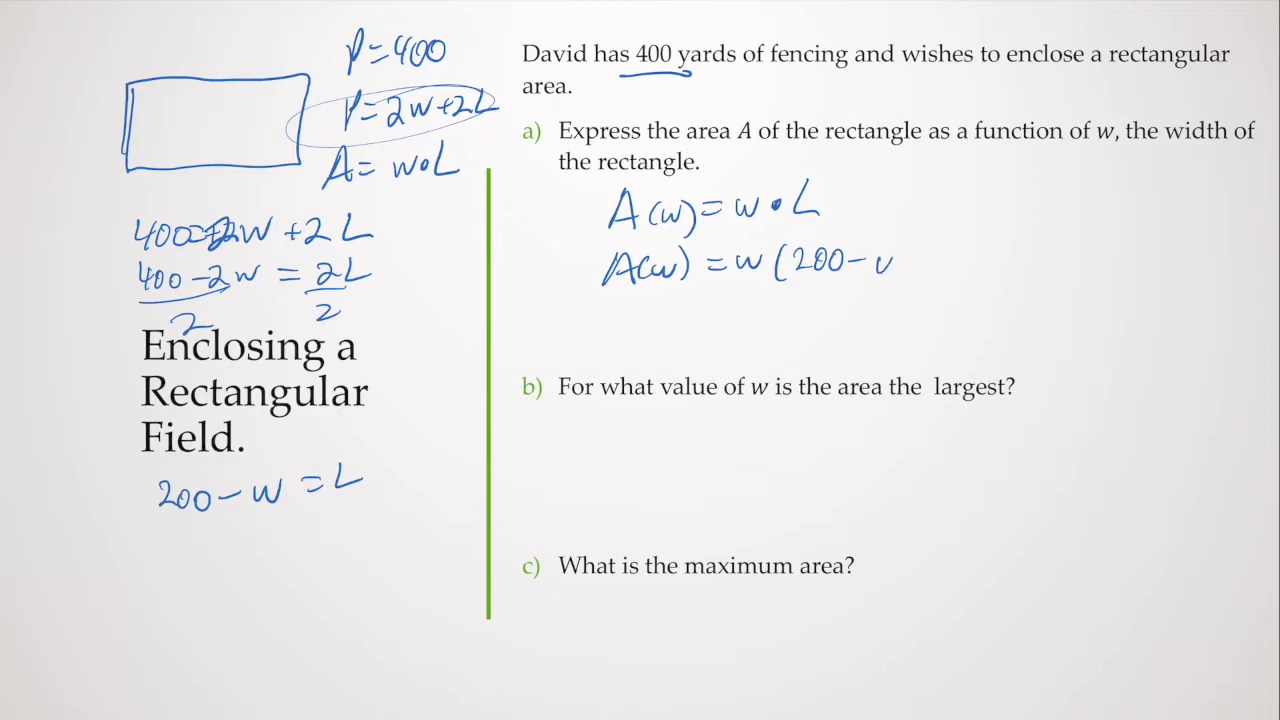 P=400
P=2w+2L
A=w•L
400=2w+2L
400-2w=2L
2 2
Enclosing a
Rectangular
Field.
200-w=L
David has 400 yards of fencing and wishes to enclose a rectangular
area.
a) Express the area A of the rectangle as a function of w, the width of
the rectangle.
A(w)=w•L
A(w)=w(200-
b) For what value of w is the area the largest?
c) What is the maximum area?